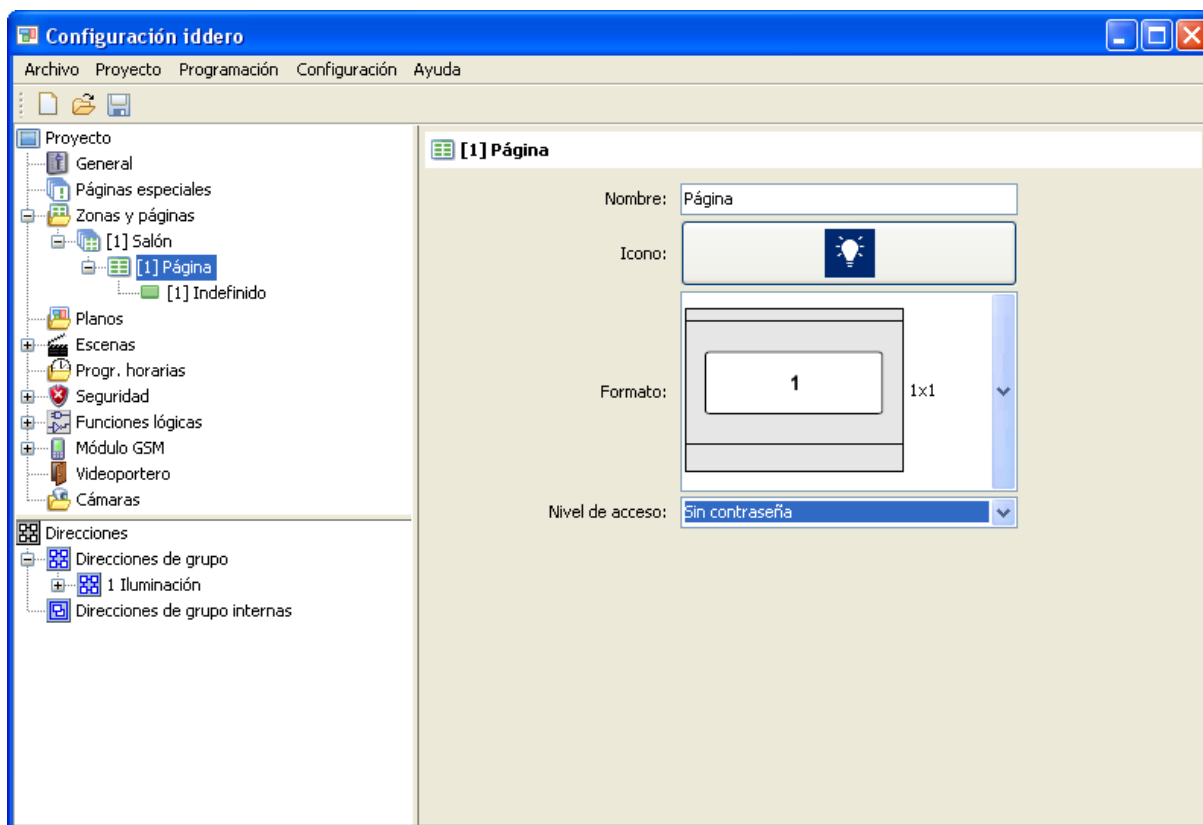 Configuración iddero
Archivo Proyecto Programación Configuración Ayuda
Proyecto
General
Páginas especiales
Zonas y páginas
[1] Salón
[1] Página
[1] Indefinido
Planos
Escenas
Progr. horarias
Seguridad
Funciones lógicas
Módulo GSM
Videoportero
Cámaras
Direcciones
Direcciones de grupo
1 Iluminación
Direcciones de grupo internas
[1] Página
Nombre: Página
Icono:
Formato: 1 1x1
Nivel de acceso: Sin contraseña